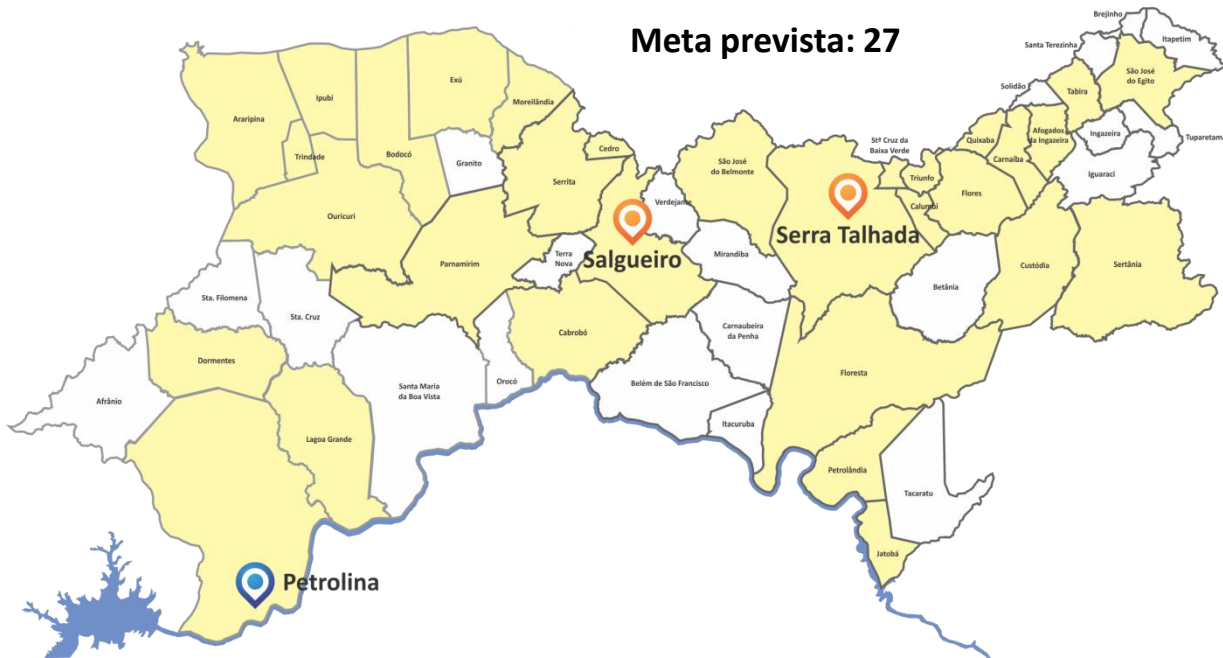 Meta prevista: 27
Brejinho
Itapetim
Santa Terezinha
São José
do Egito
Solidão
Tabira
Tuparetam
Ingazeira
Iguaraci
Afogados
da Ingazeira
Quixaba
Carnaíba
Stª Cruz da
Baixa Verde
Triunfo
Flores
Calumbi
Exú
Ipubi
Moreilândia
Araripina
Trindade
Bodocó
Granito
Cedro
Serrita
São José
do Belmonte
Verdejante
Ouricuri
Serra Talhada
Salgueiro
Parnamirim
Terra
Nova
Mirandiba
Betânia
Custódia
Sertânia
Sta. Filomena
Sta. Cruz
Cabrobó
Carnaubeira
da Penha
Dormentes
Orocó
Santa Maria
da Boa Vista
Belém de São Francisco
Floresta
Afrânio
Lagoa Grande
Itacuruba
Petrolândia
Tacaratu
Jatobá
Petrolina